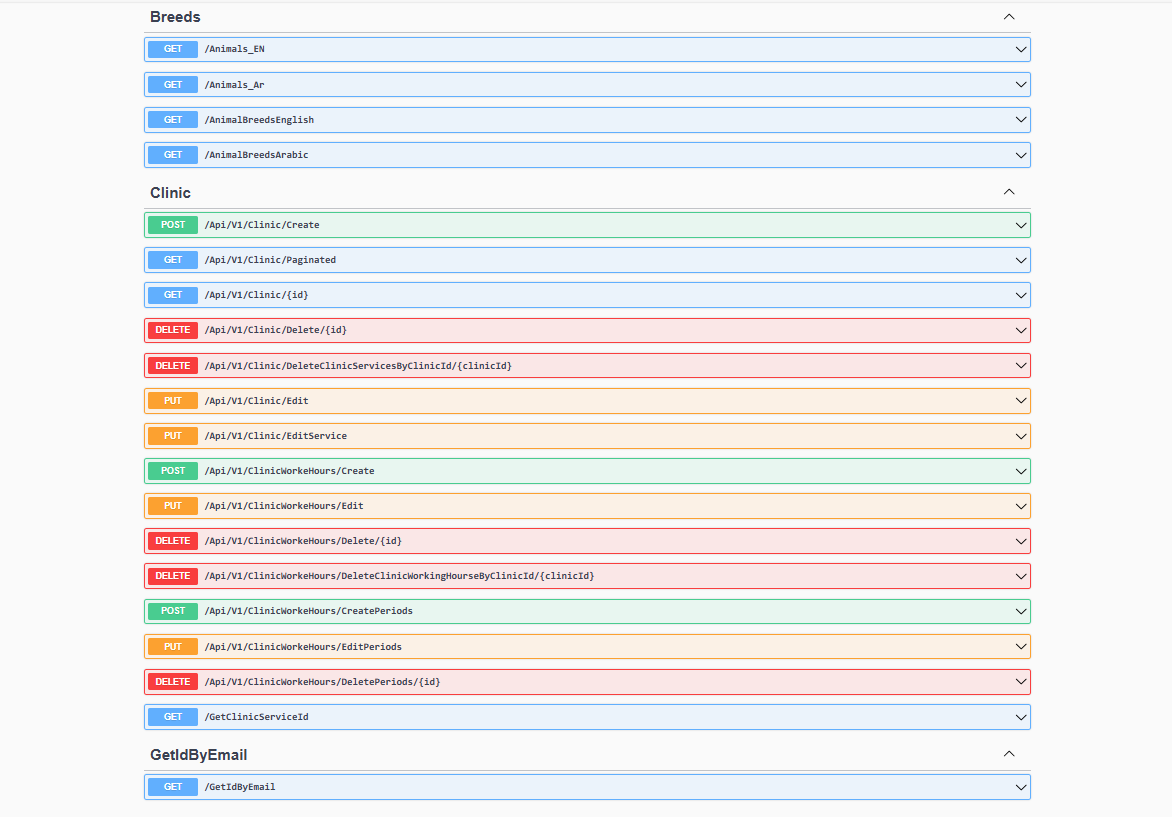 Breeds
GET /Animals_EN
GET /Animals_Ar
GET /AnimalBreedsEnglish
GET /AnimalBreedsArabic
Clinic
POST /Api/V1/Clinic/Create
GET /Api/V1/Clinic/Paginated
GET /Api/V1/Clinic/{id}
DELETE /Api/V1/Clinic/Delete/{id}
DELETE /Api/V1/Clinic/DeleteClinicServicesByClinicId/{clinicId}
PUT /Api/V1/Clinic/Edit
PUT /Api/V1/Clinic/EditService
POST /Api/V1/ClinicWorkeHours/Create
PUT /Api/V1/ClinicWorkeHours/Edit
DELETE /Api/V1/ClinicWorkeHours/Delete/{id}
DELETE /Api/V1/ClinicWorkeHours/DeleteClinicWorkingHourseByClinicId/{clinicId}
POST /Api/V1/ClinicWorkeHours/CreatePeriods
PUT /Api/V1/ClinicWorkeHours/EditPeriods
DELETE /Api/V1/ClinicWorkeHours/DeletePeriods/{id}
GET /GetClinicServiceId
GetIdByEmail
GET /GetIdByEmail